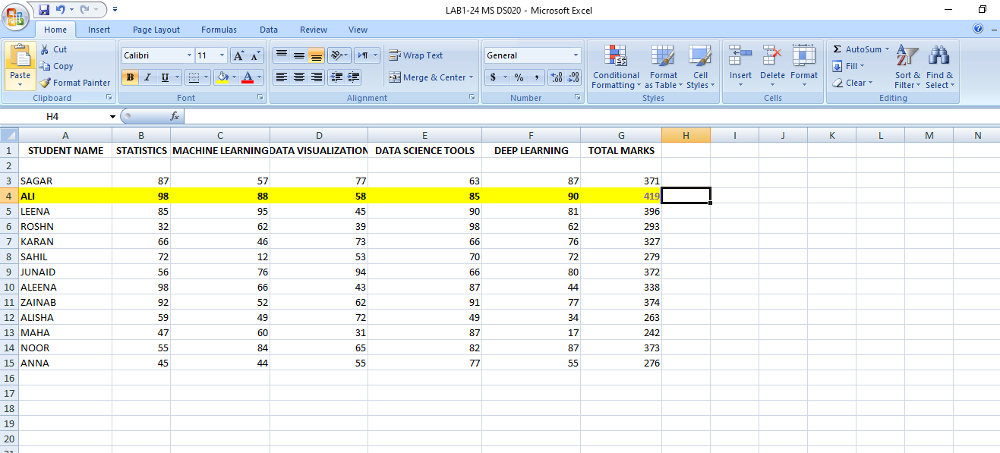 LAB1-24 MS DS020 - Microsoft Excel
Home Insert Page Layout Formulas Data Review View
Cut
Copy
Format Painter
Paste
Clipboard
Calibri 11
B I U
Font
Wrap Text
Merge & Center
Alignment
General
$ % ,
Number
Conditional Formatting
Format as Table
Cell Styles
Styles
Insert Delete Format
Cells
AutoSum
Fill
Clear
Sort & Filter
Find & Select
Editing
H4 fx
A B C D E F G H I J K L M N
1 STUDENT NAME STATISTICS MACHINE LEARNING DATA VISUALIZATION DATA SCIENCE TOOLS DEEP LEARNING TOTAL MARKS
2
3 SAGAR 87 57 77 63 87 371
4 ALI 98 88 58 85 90 419
5 LEENA 85 95 45 90 81 396
6 ROSHN 32 62 39 98 62 293
7 KARAN 66 46 73 66 76 327
8 SAHIL 72 12 53 70 72 279
9 JUNAID 56 76 94 66 80 372
10 ALEENA 98 66 43 87 44 338
11 ZAINAB 92 52 62 91 77 374
12 ALISHA 59 49 72 49 34 263
13 MAHA 47 60 31 87 17 242
14 NOOR 55 84 65 82 87 373
15 ANNA 45 44 55 77 55 276
16
17
18
19
20